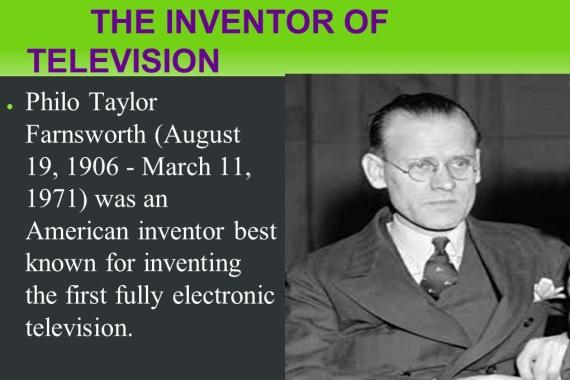 THE INVENTOR OF
TELEVISION
Philo Taylor
Farnsworth (August
19, 1906 - March 11,
1971) was an
American inventor best
known for inventing
the first fully electronic
television.